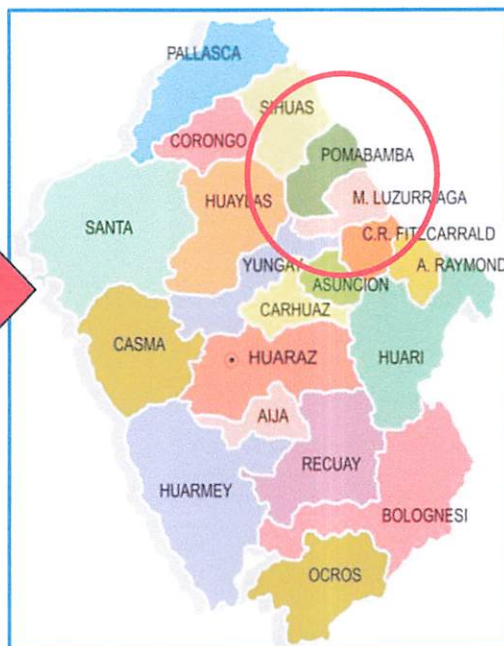 PALLASCA
SIHUAS
CORONGO
POMABAMBA
HUAYLAS
M. LUZURRIAGA
SANTA
C.R. FITZCARRALD
YUNGAY
A. RAYMOND
ASUNCION
CARHUAZ
CASMA
HUARAZ
HUARI
AIJA
RECUAY
HUARMEY
BOLOGNESI
OCROS